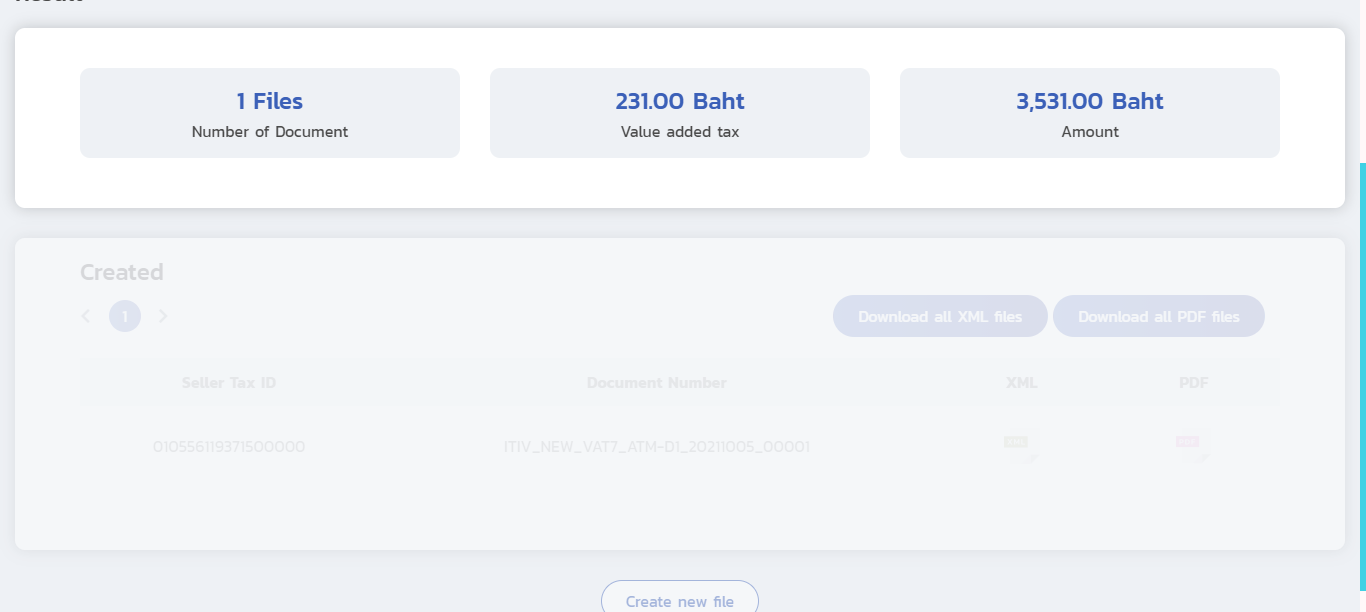 Result
1 Files
Number of Document
231.00 Baht
Value added tax
3,531.00 Baht
Amount
Created
1
Download all XML files
Download all PDF files
Seller Tax ID
Document Number
XML
PDF
010556119371500000
ITIV_NEW_VAT7_ATM-D1_20211005_00001
Create new file